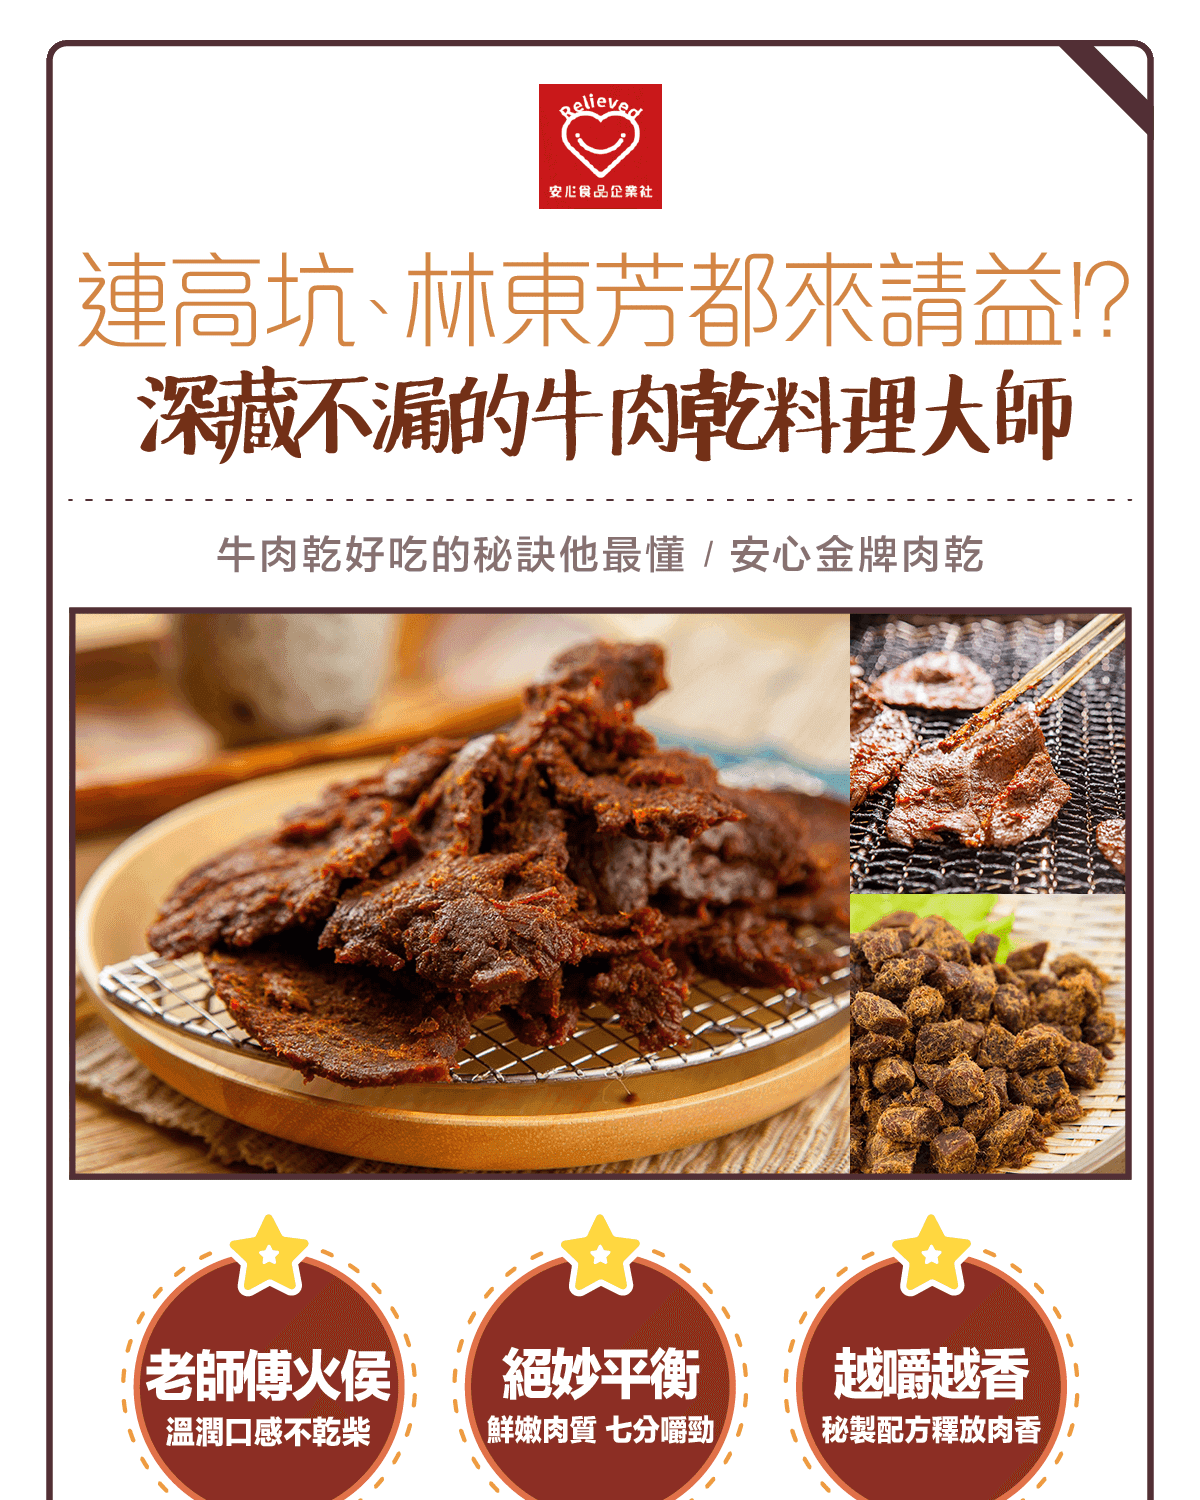 Relieved
安心食品企業社
連高坑、林東芳都來請益!?
深藏不漏的牛肉乾料理大師
牛肉乾好吃的秘訣他最懂 / 安心金牌肉乾
老師傅火侯
溫潤口感不乾柴
絕妙平衡
鮮嫩肉質 七分嚼勁
越嚼越香
秘製配方釋放肉香